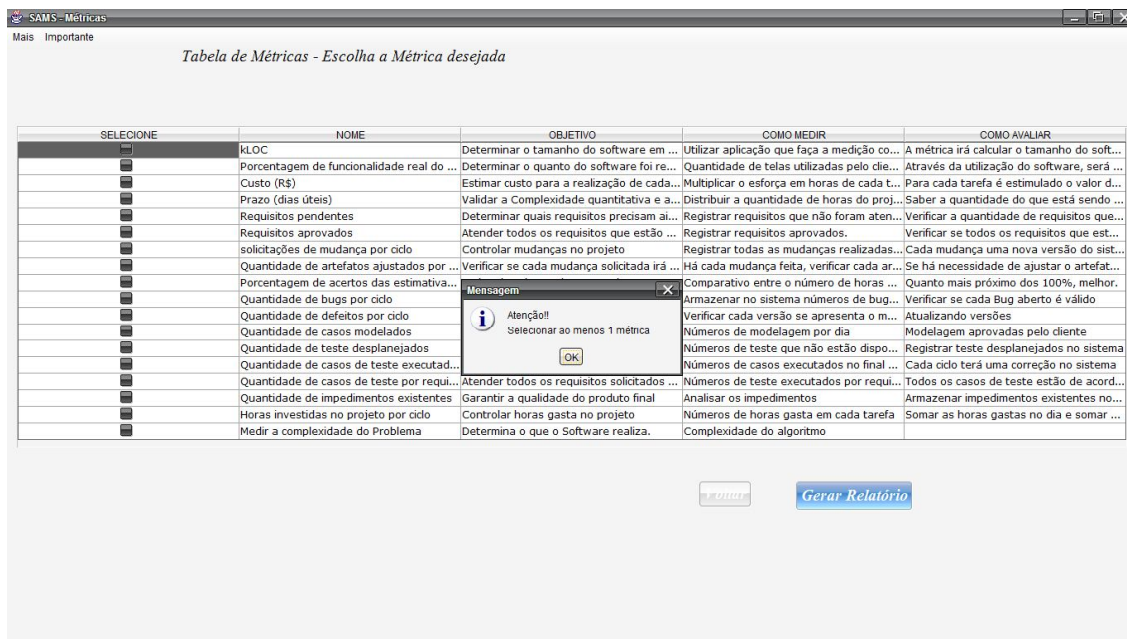 SAMS - Métricas
Mais Importante
Tabela de Métricas - Escolha a Métrica desejada
SELECIONE NOME OBJETIVO COMO MEDIR COMO AVALIAR
kLOC Determinar o tamanho do software em ... Utilizar aplicação que faça a medição co... A métrica irá calcular o tamanho do soft...
Porcentagem de funcionalidade real do ... Determinar o quanto do software foi re... Quantidade de telas utilizadas pelo clie... Através da utilização do software, será ...
Custo (R$) Estimar custo para a realização de cada... Multiplicar o esforço em horas de cada t... Para cada tarefa é estimulado o valor d...
Prazo (dias úteis) Validar a Complexidade quantitativa e a... Distribuir a quantidade de horas do proj... Saber a quantidade do que está sendo ...
Requisitos pendentes Determinar quais requisitos precisam ai... Registrar requisitos que não foram aten... Verificar a quantidade de requisitos que...
Requisitos aprovados Atender todos os requisitos que estão ... Registrar requisitos aprovados. Verificar se todos os requisitos que est...
solicitações de mudança por ciclo Controlar mudanças no projeto Registrar todas as mudanças realizadas... Cada mudança uma nova versão do sist...
Quantidade de artefatos ajustados por ... Verificar se cada mudança solicitada irá ... Há cada mudança feita, verificar cada ar... Se há necessidade de ajustar o artefat...
Porcentagem de acertos das estimativa... Comparativo entre o número de horas ... Quanto mais próximo dos 100%, melhor.
Quantidade de bugs por ciclo Armazenar no sistema números de bug... Verificar se cada Bug aberto é válido
Quantidade de defeitos por ciclo Verificar cada versão se apresenta o m... Atualizando versões
Quantidade de casos modelados Números de modelagem por dia Modelagem aprovadas pelo cliente
Quantidade de teste desplanejados Números de teste que não estão dispo... Registrar teste desplanejados no sistema
Quantidade de casos de teste executad... Números de casos executados no final ... Cada ciclo terá uma correção no sistema
Quantidade de casos de teste por requi... Atender todos os requisitos solicitados ... Números de teste executados por requi... Todos os casos de teste estão de acord...
Quantidade de impedimentos existentes Garantir a qualidade do produto final Analisar os impedimentos Armazenar impedimentos existentes no...
Horas investidas no projeto por ciclo Controlar horas gasta no projeto Números de horas gasta em cada tarefa Somar as horas gastas no dia e somar ...
Medir a complexidade do Problema Determina o que o Software realiza. Complexidade do algoritmo
Mensagem
Atenção!!
Selecionar ao menos 1 métrica
OK
Gerar Relatório